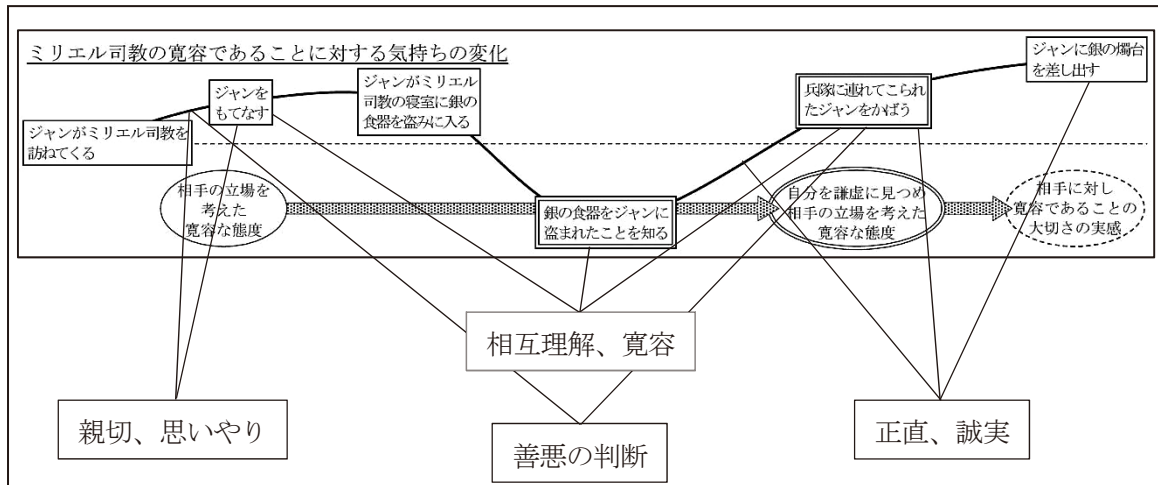 ミリエル司教の寛容であることに対する気持ちの変化
ジャンがミリエル司教を
訪ねてくる
ジャンを
もてなす
ジャンがミリエル
司教の寝室に銀の
食器を盗みに入る
銀の食器をジャンに
盗まれたことを知る
兵隊に連れてこられ
たジャンをかばう
ジャンに銀の燭台
を差し出す
相手の立場を
考えた
寛容な態度
自分を謙虚に見つめ
相手の立場を考えた
寛容な態度
相手に対し
寛容であることの
大切さの実感
相互理解、寛容
親切、思いやり
善悪の判断
正直、誠実